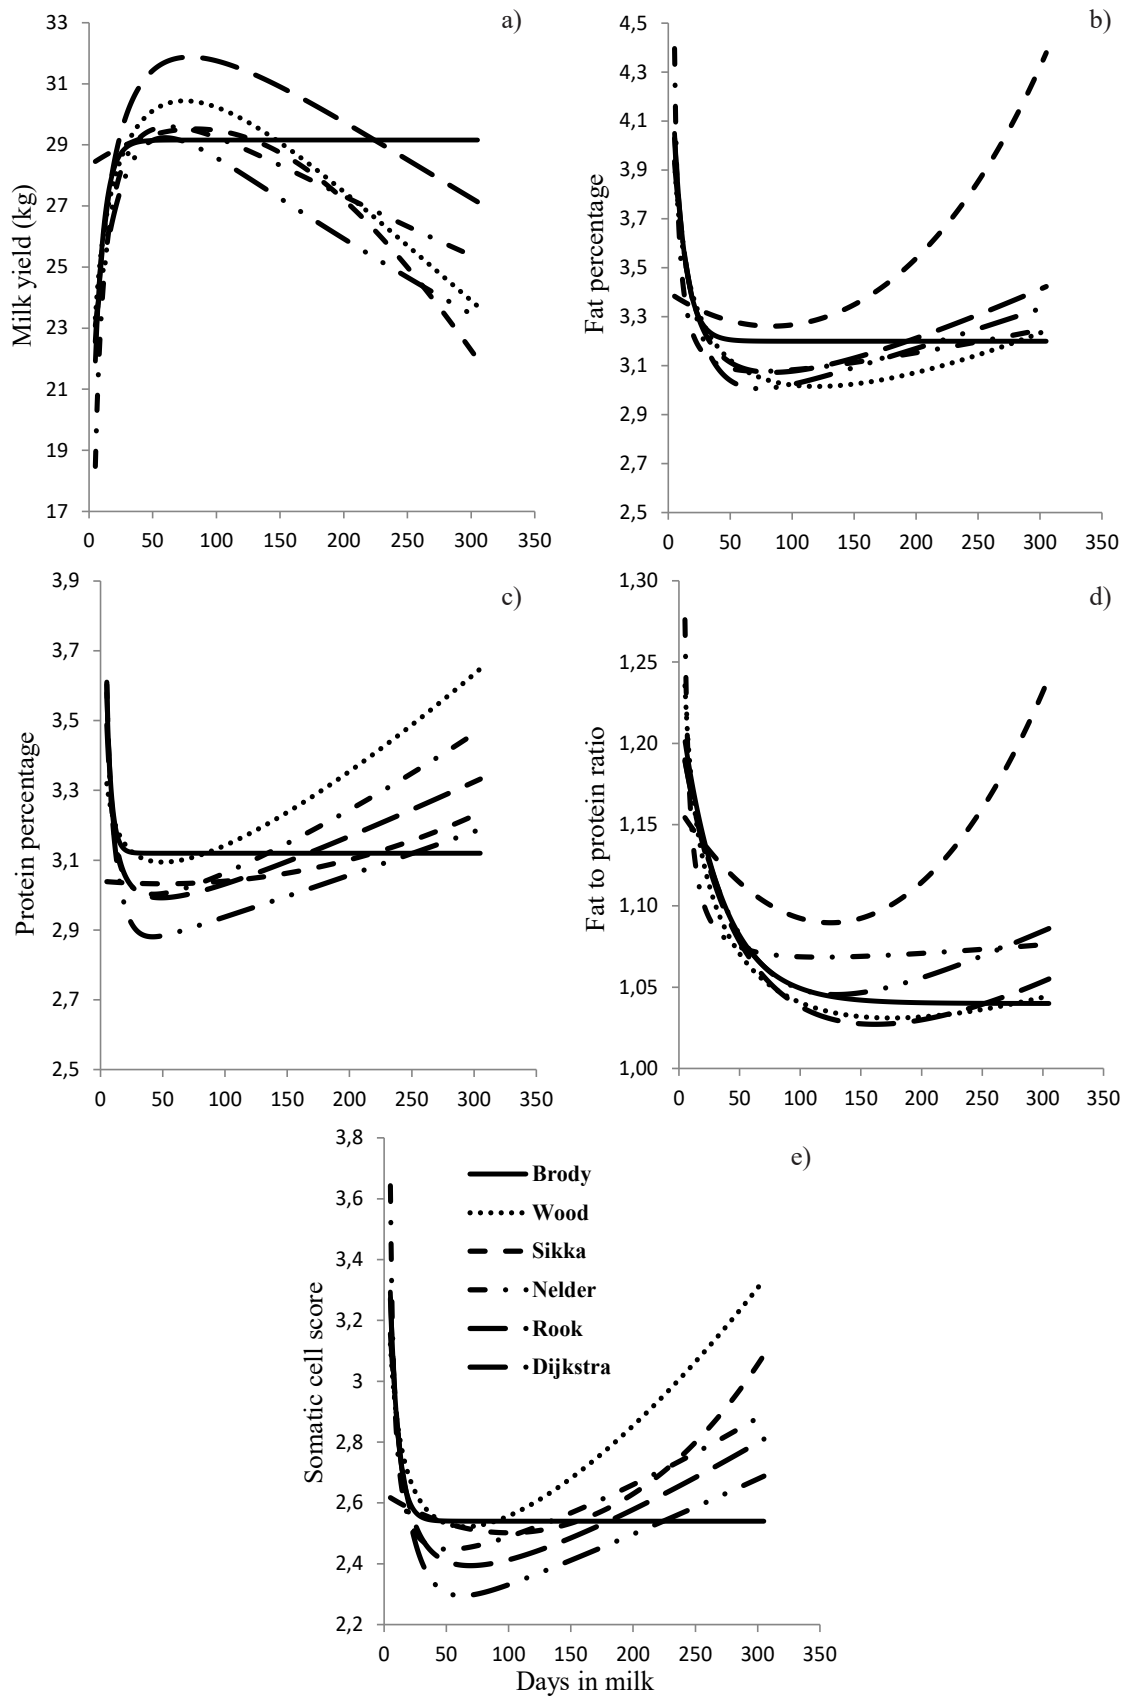 a)
33
31
29
27
25
23
21
19
17
Milk yield (kg)
0 50 100 150 200 250 300 350
b)
4,5
4,3
4,1
3,9
3,7
3,5
3,3
3,1
2,9
2,7
2,5
Fat percentage
0 50 100 150 200 250 300 350
c)
3,9
3,7
3,5
3,3
3,1
2,9
2,7
2,5
Protein percentage
0 50 100 150 200 250 300 350
d)
1,30
1,25
1,20
1,15
1,10
1,05
1,00
Fat to protein ratio
0 50 100 150 200 250 300 350
e)
3,8
3,6
3,4
3,2
3
2,8
2,6
2,4
2,2
Somatic cell score
Brody
Wood
Sikka
Nelder
Rook
Dijkstra
0 50 100 150 200 250 300 350
Days in milk